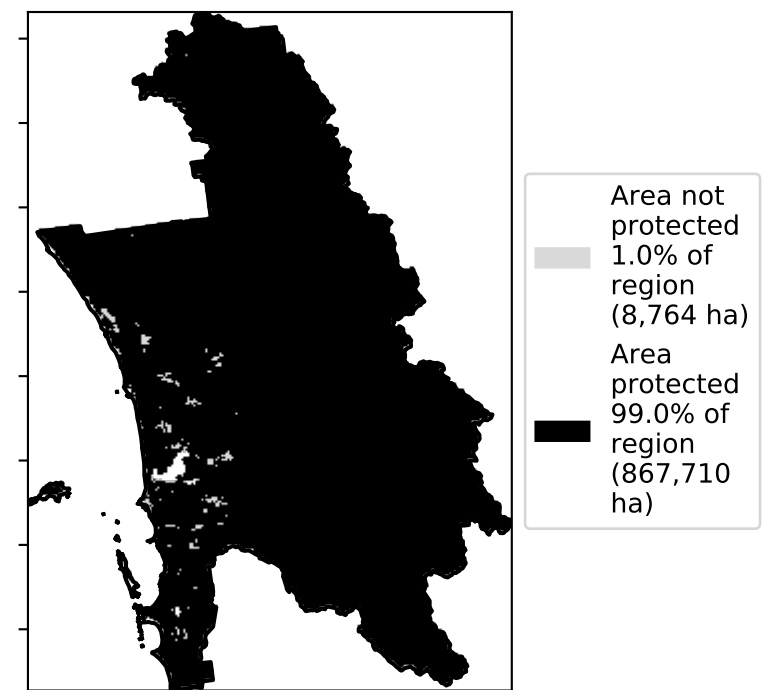 Area not
protected
1.0% of
region
(8,764 ha)
Area
protected
99.0% of
region
(867,710
ha)